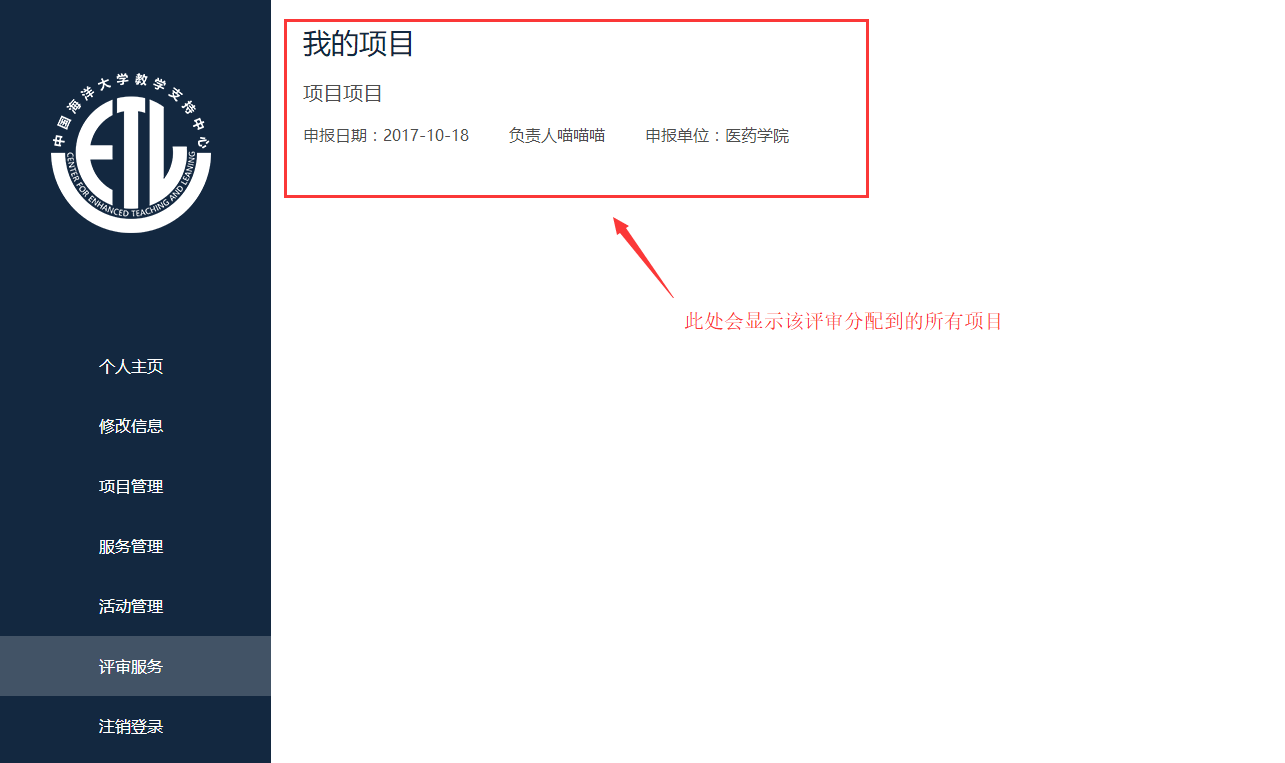 中国海洋大学教学支持中心
ETL
CENTER FOR ENHANCED TEACHING AND LEANING
个人主页
修改信息
项目管理
服务管理
活动管理
评审服务
注销登录
我的项目
项目项目
申报日期：2017-10-18 负责人喵喵喵 申报单位：医药学院
此处会显示该评审分配到的所有项目